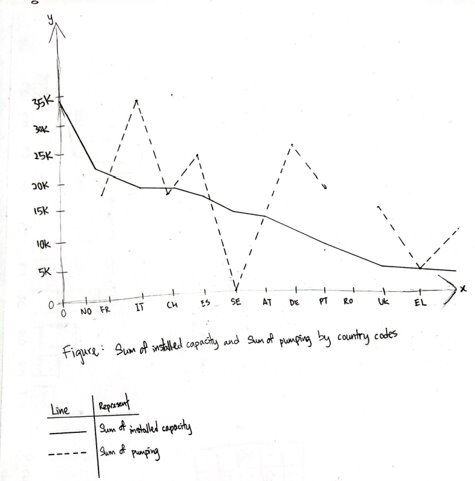 y
35K
30K
25K
20K
15K
10K
5K
0
0 NO FR IT CH ES SE AT DE PT RO UK EL x
Figure: Sum of installed capacity and Sum of pumping by country codes
Line Represent
Sum of installed capacity
Sum of pumping